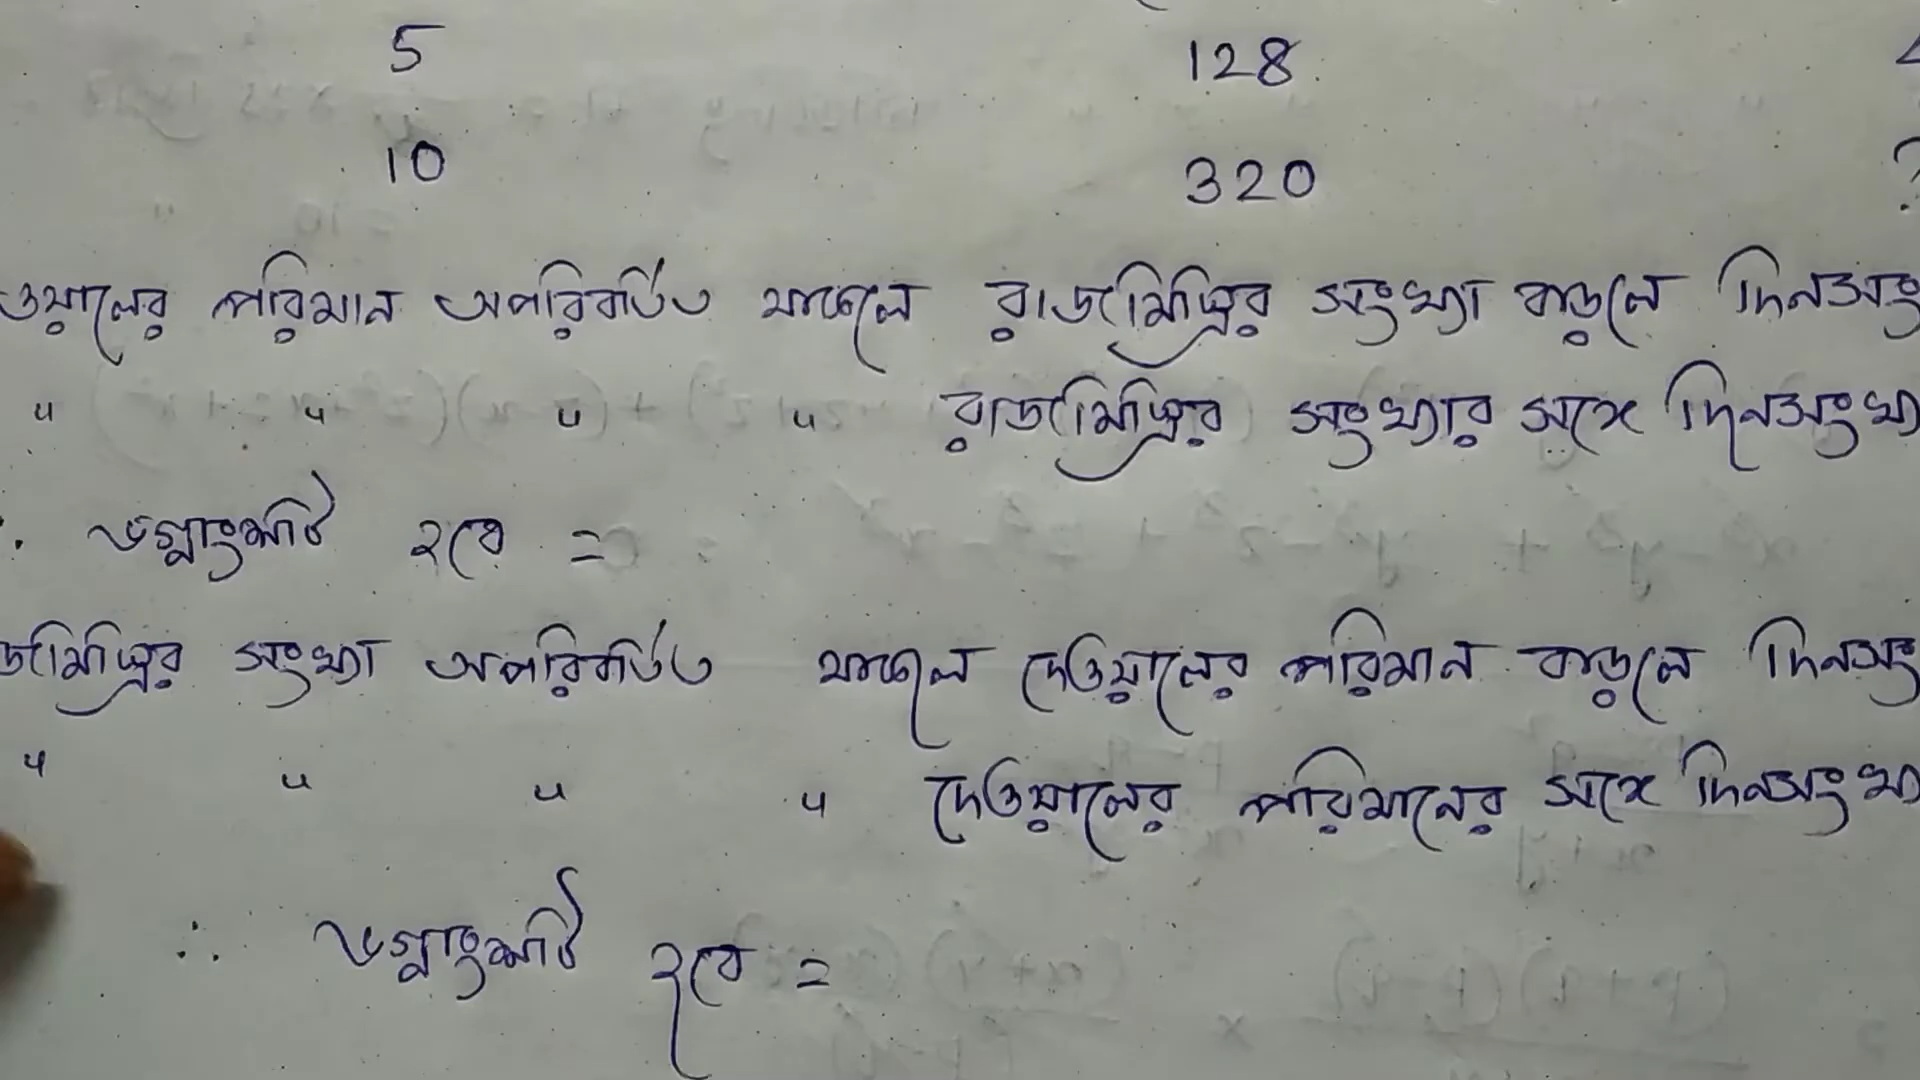 5 128
10 320 ?
ওয়ালের পরিমান অপরিবর্তিত থাকলে রাজমিস্ত্রির সংখ্যা বাড়লে দিনসং
" " " " রাজমিস্ত্রির সংখ্যার সঙ্গে দিনসংখ্য
∴ ভগ্নাংশটি হবে =
জমিস্ত্রির সংখ্যা অপরিবর্তিত থাকলে দেওয়ালের পরিমান বাড়লে দিনসং
" " " " দেওয়ালের পরিমানের সঙ্গে দিনসংখ্য
∴ ভগ্নাংশটি হবে =